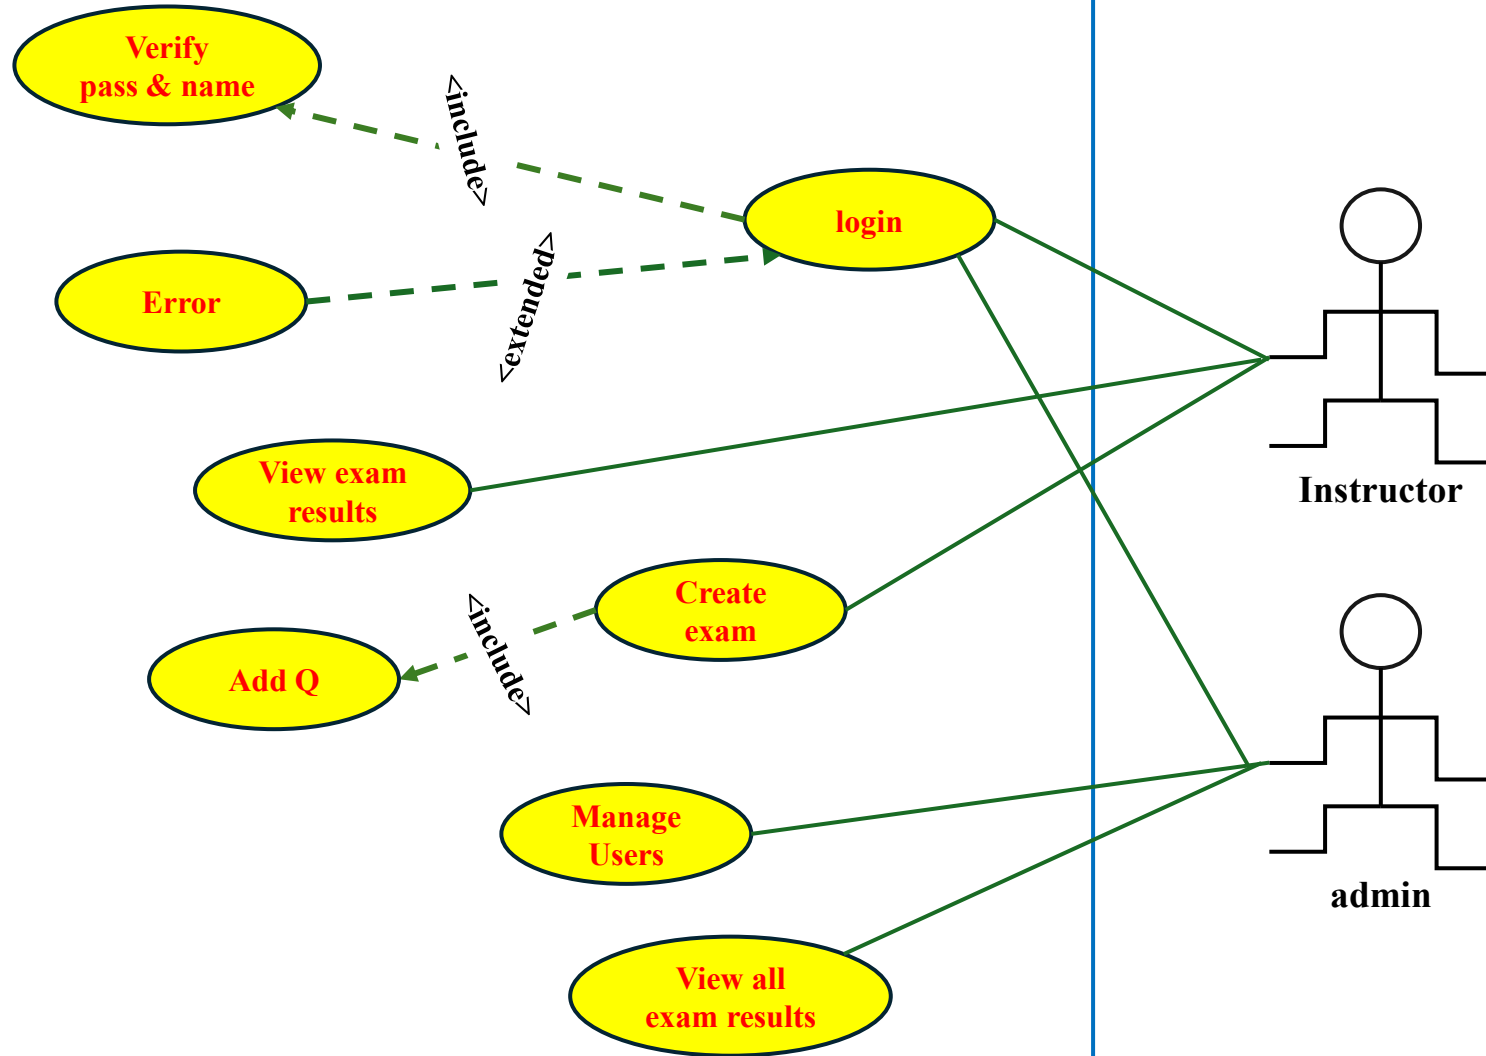 Verify
pass & name
<include>
login
<extended>
Error
View exam
results
Instructor
Create
exam
<include>
Add Q
Manage
Users
admin
View all
exam results